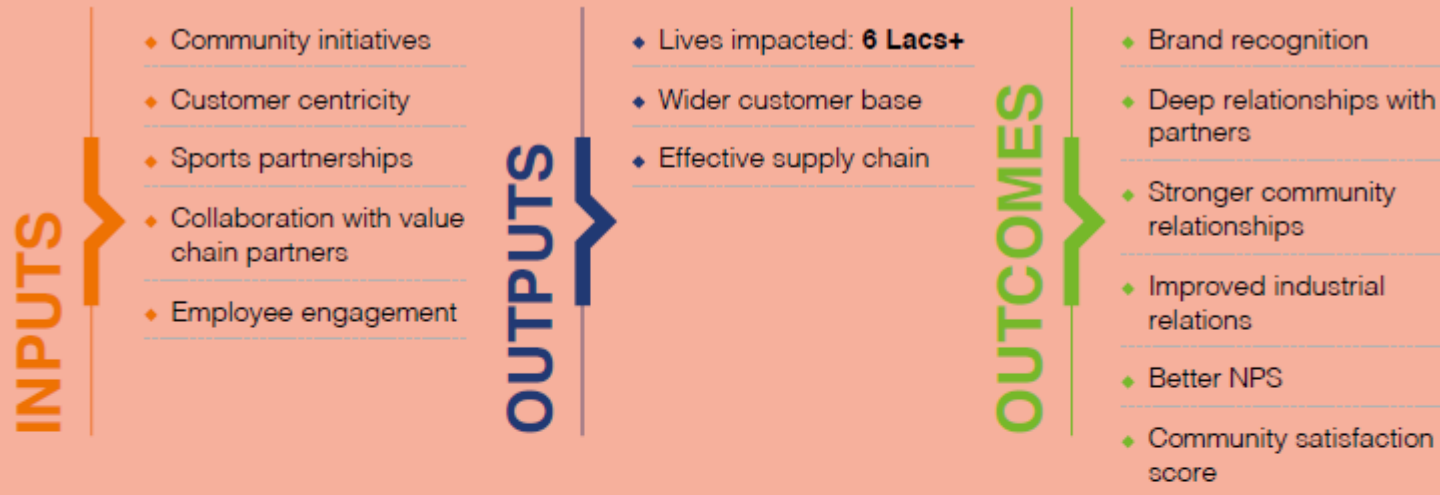 INPUTS
Community initiatives
Customer centricity
Sports partnerships
Collaboration with value
chain partners
Employee engagement
OUTPUTS
Lives impacted: 6 Lacs+
Wider customer base
Effective supply chain
OUTCOMES
Brand recognition
Deep relationships with
partners
Stronger community
relationships
Improved industrial
relations
Better NPS
Community satisfaction
score